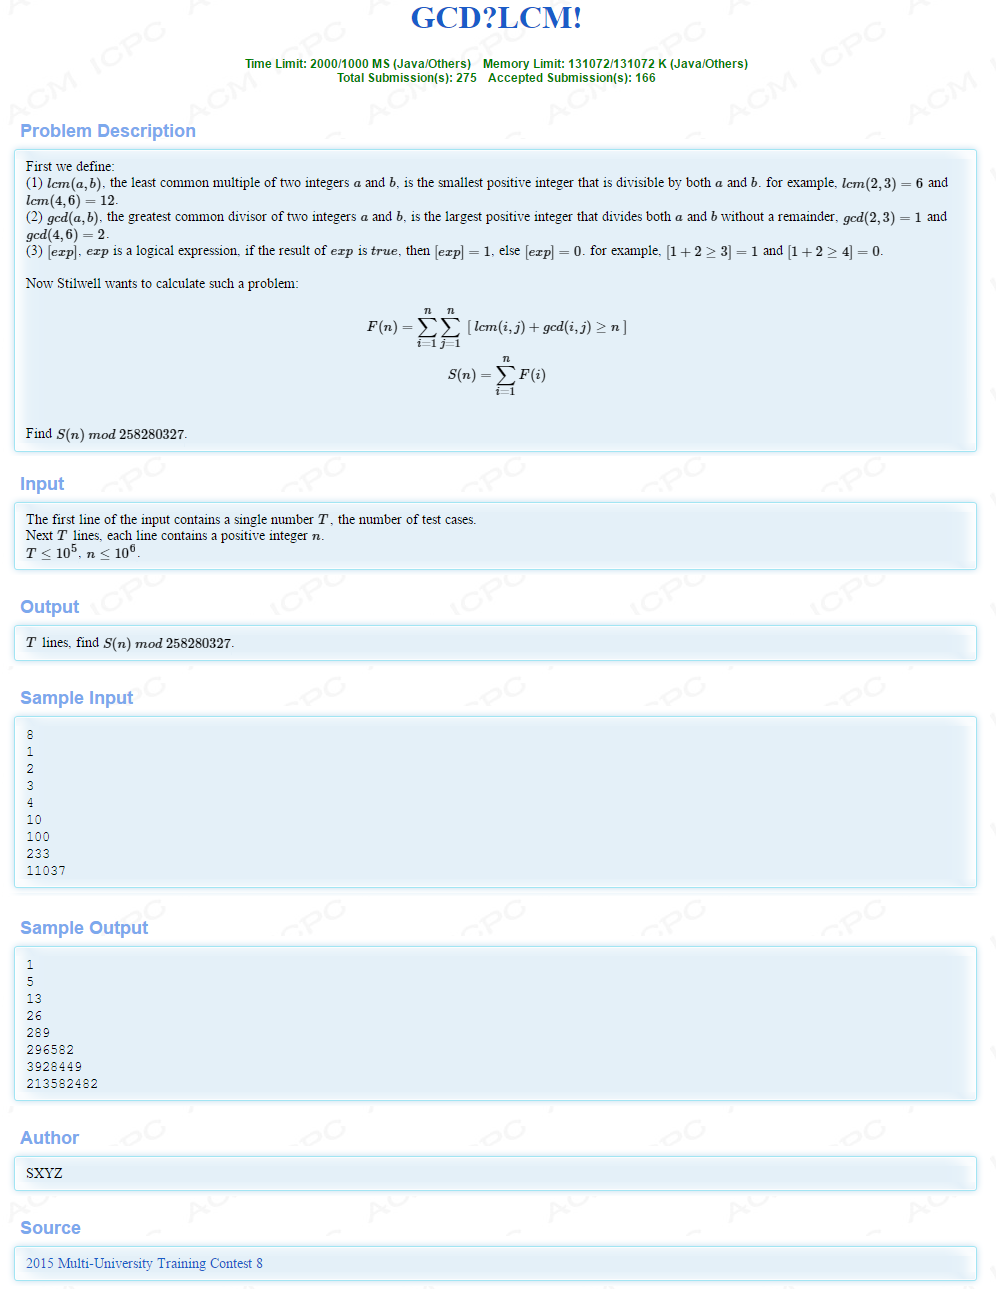 GCD?LCM!
Time Limit: 2000/1000 MS (Java/Others)    Memory Limit: 131072/131072 K (Java/Others)
Total Submission(s): 275    Accepted Submission(s): 166
Problem Description
First we define:
(1) lcm(a, b), the least common multiple of two integers a and b, is the smallest positive integer that is divisible by both a and b. for example, lcm(2, 3) = 6 and
lcm(4, 6) = 12.
(2) gcd(a, b), the greatest common divisor of two integers a and b, is the largest positive integer that divides both a and b without a remainder, gcd(2, 3) = 1 and
gcd(4, 6) = 2.
(3) [exp], exp is a logical expression, if the result of exp is true, then [exp] = 1, else [exp] = 0. for example, [1 + 2 ≥ 3] = 1 and [1 + 2 ≥ 4] = 0.
Now Stilwell wants to calculate such a problem:
F(n) = ∑_{i=1}^{n} ∑_{j=1}^{n} [ lcm(i, j) + gcd(i, j) ≥ n ]
S(n) = ∑_{i=1}^{n} F(i)
Find S(n) mod 258280327.
Input
The first line of the input contains a single number T, the number of test cases.
Next T lines, each line contains a positive integer n.
T ≤ 10^5, n ≤ 10^6.
Output
T lines, find S(n) mod 258280327.
Sample Input
8
1
2
3
4
10
100
233
11037
Sample Output
1
5
13
26
289
296582
3928449
213582482
Author
SXYZ
Source
2015 Multi-University Training Contest 8